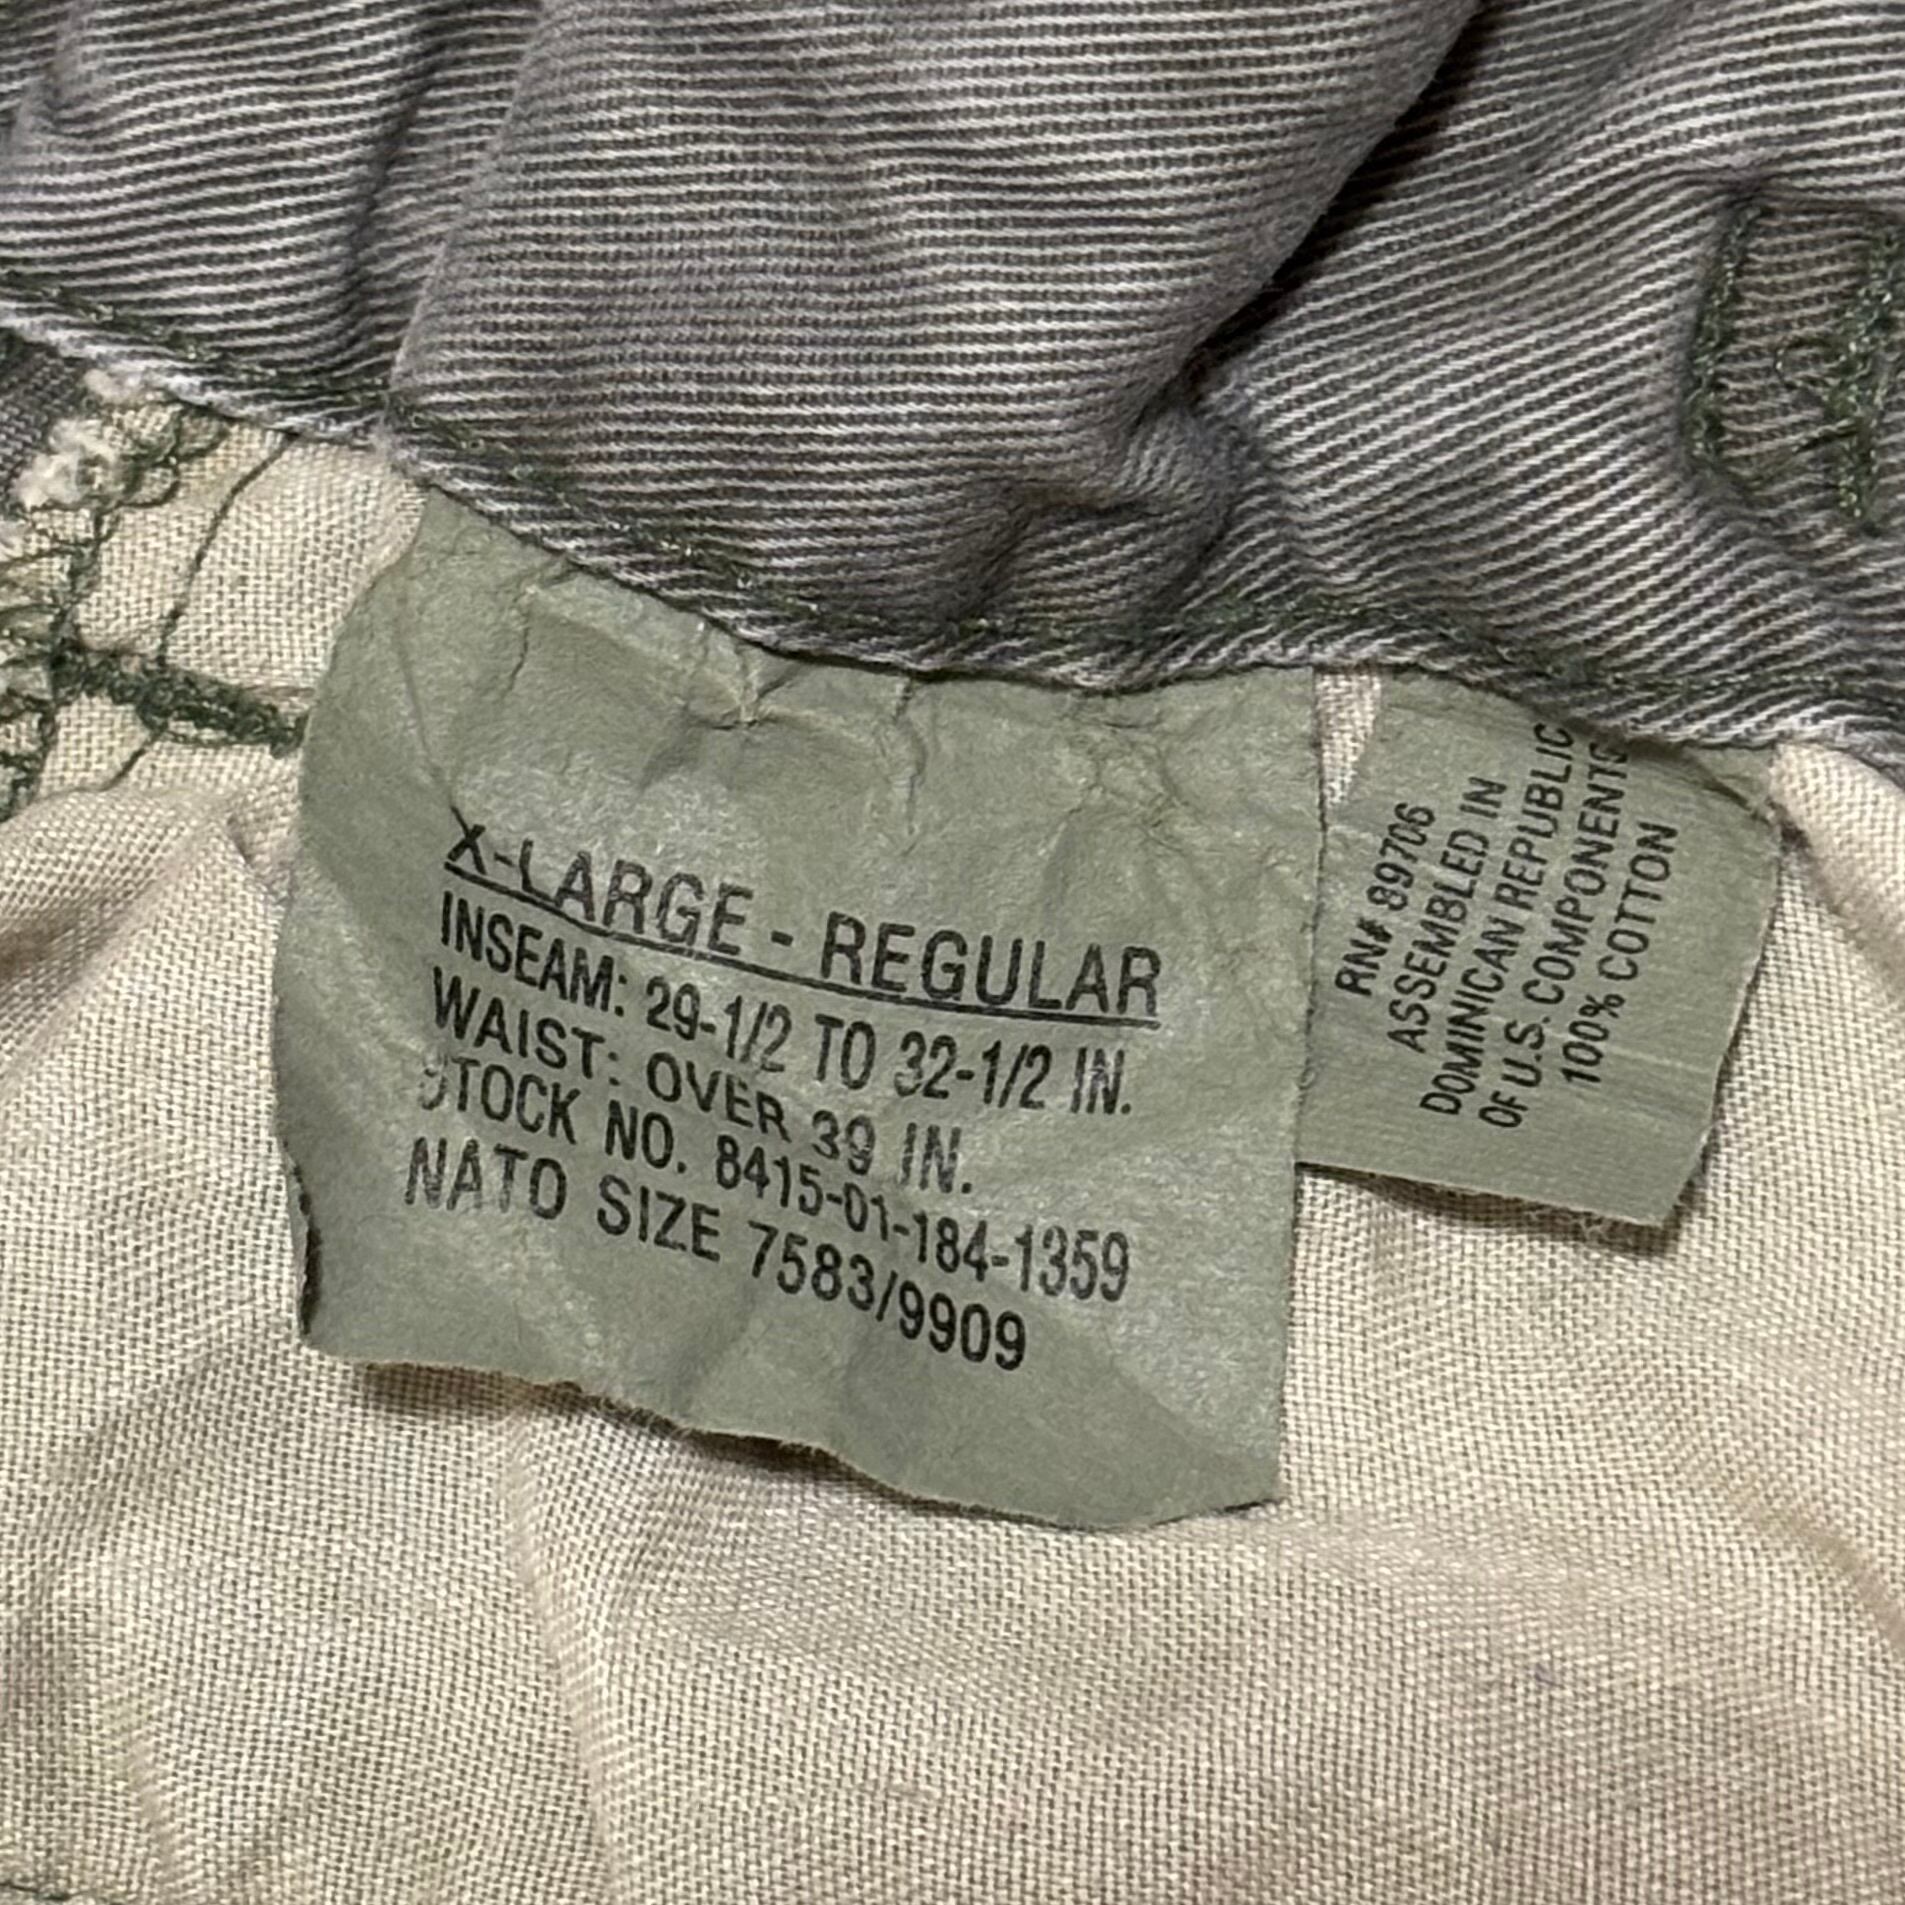 X-LARGE - REGULAR
INSEAM: 29-1/2 TO 32-1/2 IN.
WAIST: OVER 39 IN.
STOCK NO. 8415-01-184-1359
NATO SIZE 7583/9909
RN# 89706
ASSEMBLED IN
DOMINICAN REPUBLIC
OF U.S. COMPONENTS
100% COTTON